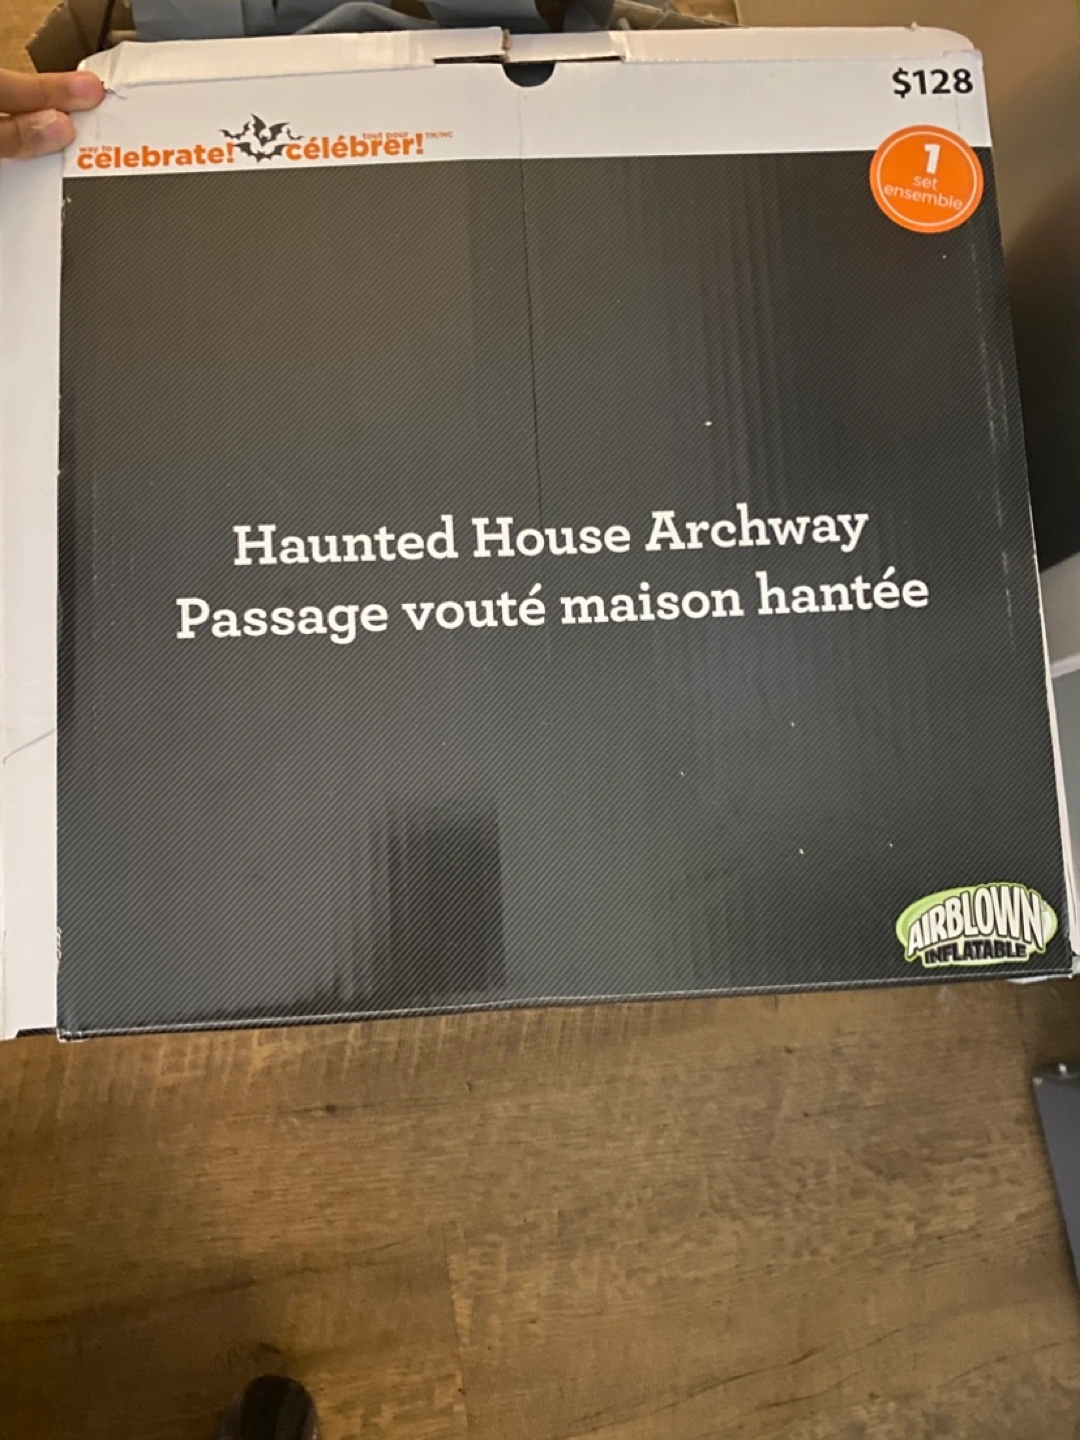 $128
way to
celebrate!
tout pour
célébrer! TM/MC
1
set
ensemble
Haunted House Archway
Passage vouté maison hantée
AIRBLOWN
INFLATABLE